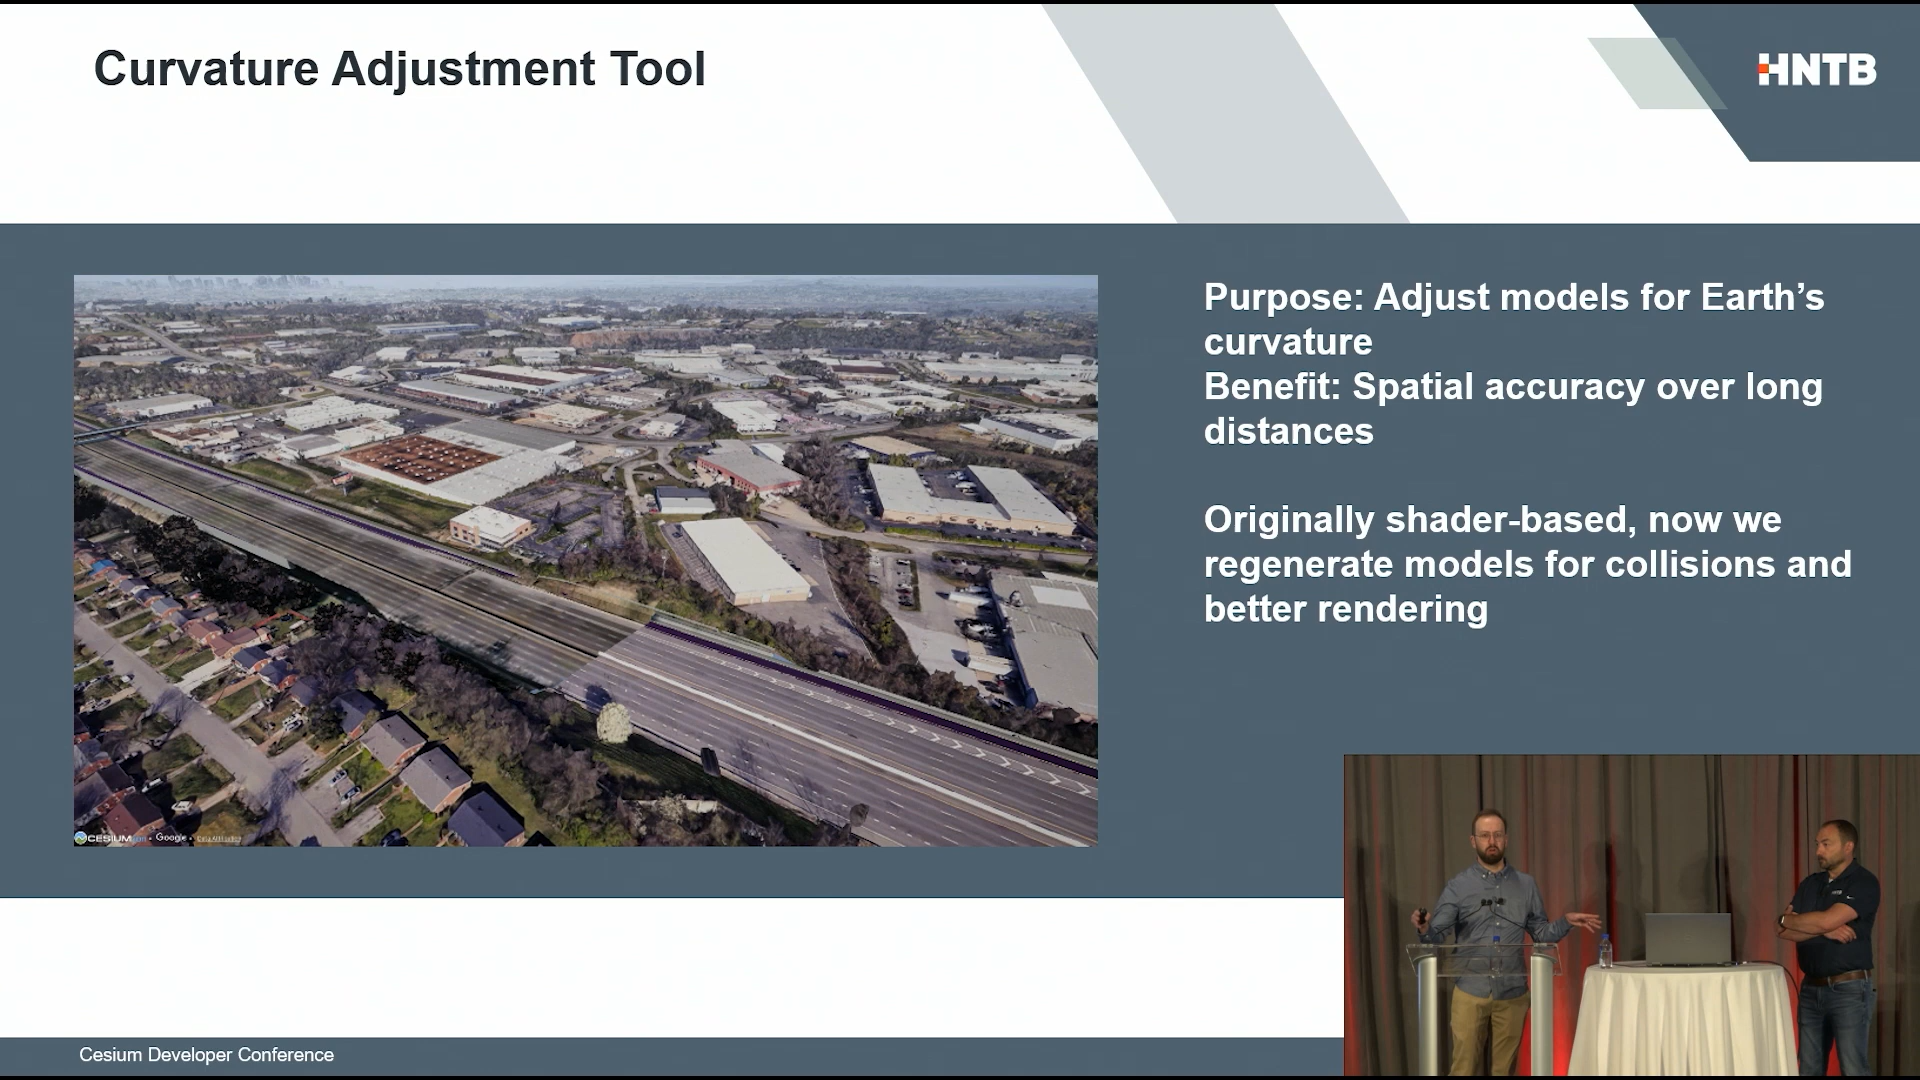 Curvature Adjustment Tool
HNTB
Purpose: Adjust models for Earth’s
curvature
Benefit: Spatial accuracy over long
distances
Originally shader-based, now we
regenerate models for collisions and
better rendering
CESIUM
Google
Cesium Developer Conference